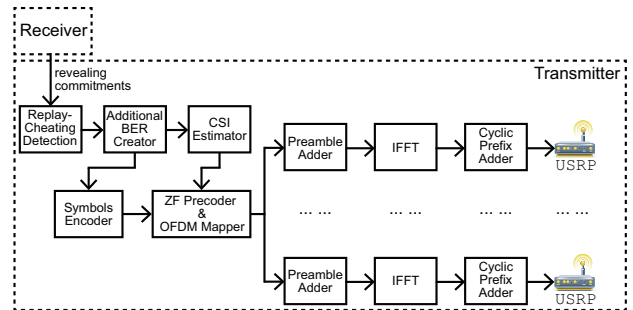 Receiver
revealing
commitments
Transmitter
Replay-
Cheating
Detection
Additional
BER
Creator
CSI
Estimator
Symbols
Encoder
ZF Precoder
&
OFDM Mapper
Preamble
Adder
IFFT
Cyclic
Prefix
Adder
USRP
... ...
... ...
... ...
... ...
Preamble
Adder
IFFT
Cyclic
Prefix
Adder
USRP